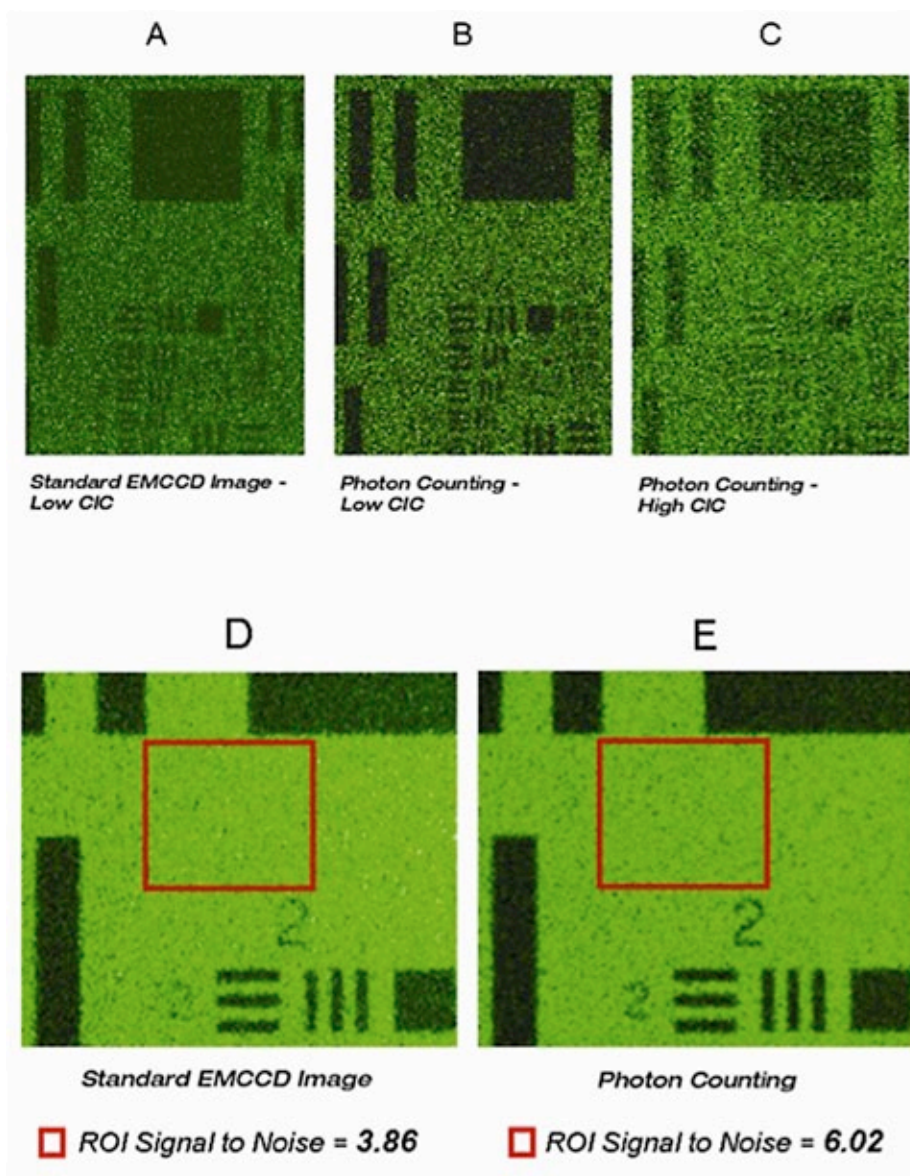 A B C
Standard EMCCD Image -
Low CIC
Photon Counting -
Low CIC
Photon Counting -
High CIC
D E
2
2
2
2
Standard EMCCD Image
Photon Counting
ROI Signal to Noise = 3.86
ROI Signal to Noise = 6.02